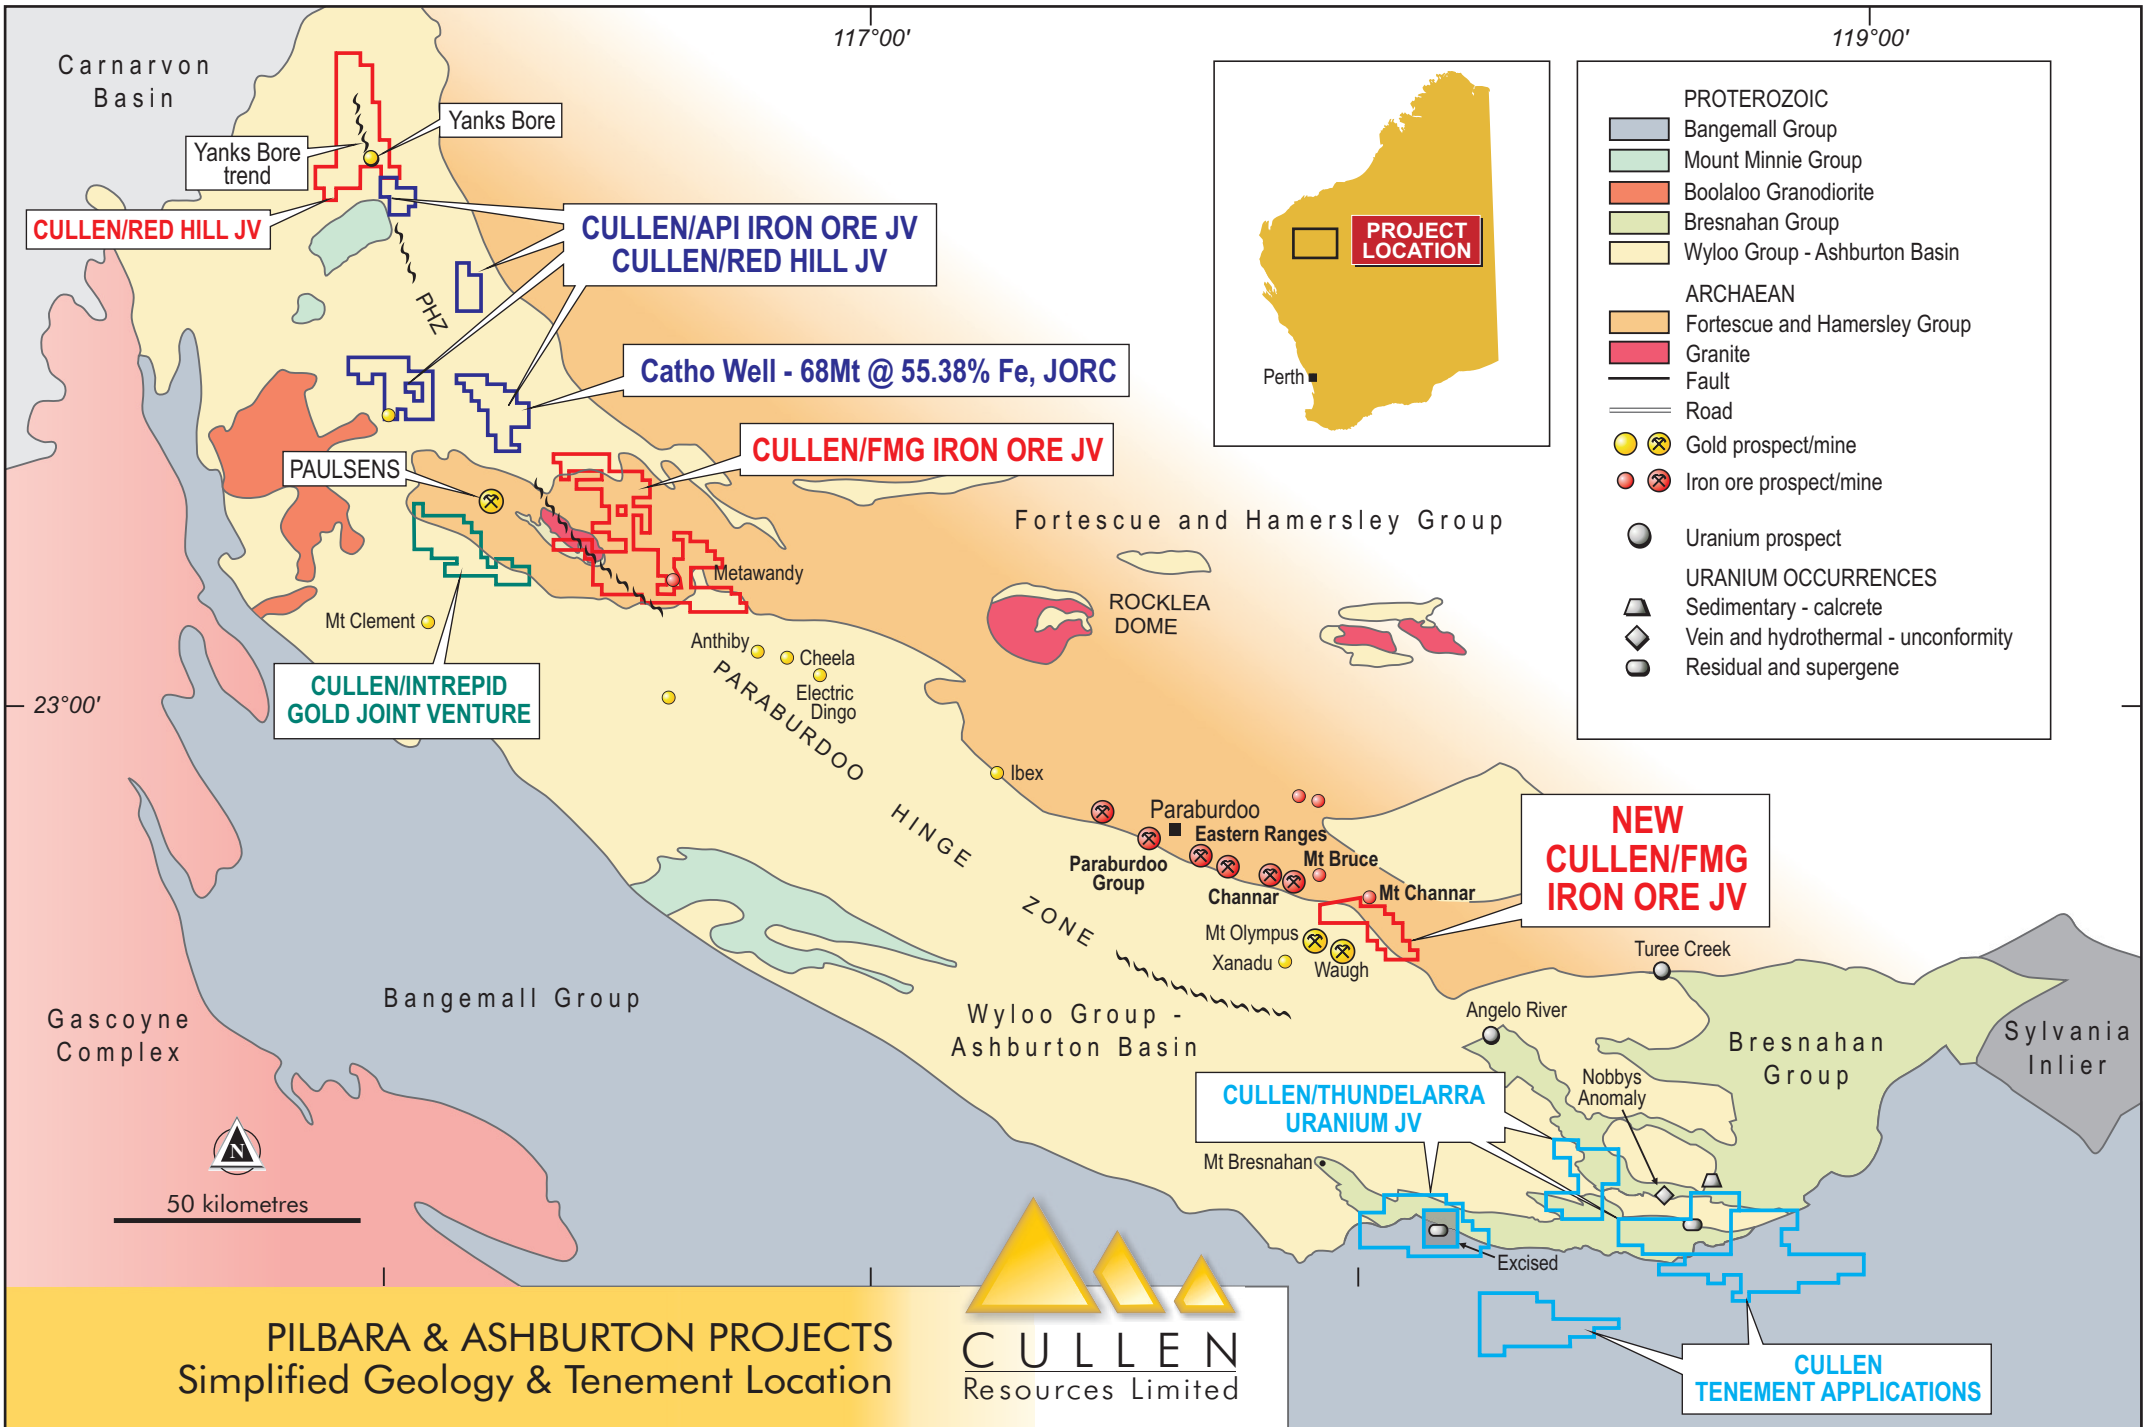 117°00'
119°00'
Carnarvon
Basin
Yanks Bore
Yanks Bore
trend
CULLEN/RED HILL JV
CULLEN/API IRON ORE JV
CULLEN/RED HILL JV
PHZ
Catho Well - 68Mt @ 55.38% Fe, JORC
CULLEN/FMG IRON ORE JV
PAULSENS
Fortescue and Hamersley Group
Metawandy
ROCKLEA
DOME
Mt Clement
Anthiby
Cheela
Electric
Dingo
CULLEN/INTREPID
GOLD JOINT VENTURE
23°00'
PARABURDOO
HINGE
ZONE
Ibex
Paraburdoo
Eastern Ranges
Mt Bruce
Paraburdoo
Group
Channar
Mt Channar
NEW
CULLEN/FMG
IRON ORE JV
Mt Olympus
Xanadu
Waugh
Turee Creek
Angelo River
Bangemall Group
Gascoyne
Complex
Wyloo Group -
Ashburton Basin
Bresnahan
Group
Sylvania
Inlier
Nobbys
Anomaly
CULLEN/THUNDELARRA
URANIUM JV
Mt Bresnahan
Excised
CULLEN
TENEMENT APPLICATIONS
N
50 kilometres
PROJECT
LOCATION
Perth
PROTEROZOIC
Bangemall Group
Mount Minnie Group
Boolaloo Granodiorite
Bresnahan Group
Wyloo Group - Ashburton Basin
ARCHAEAN
Fortescue and Hamersley Group
Granite
Fault
Road
Gold prospect/mine
Iron ore prospect/mine
Uranium prospect
URANIUM OCCURRENCES
Sedimentary - calcrete
Vein and hydrothermal - unconformity
Residual and supergene
PILBARA & ASHBURTON PROJECTS
Simplified Geology & Tenement Location
CULLEN
Resources Limited